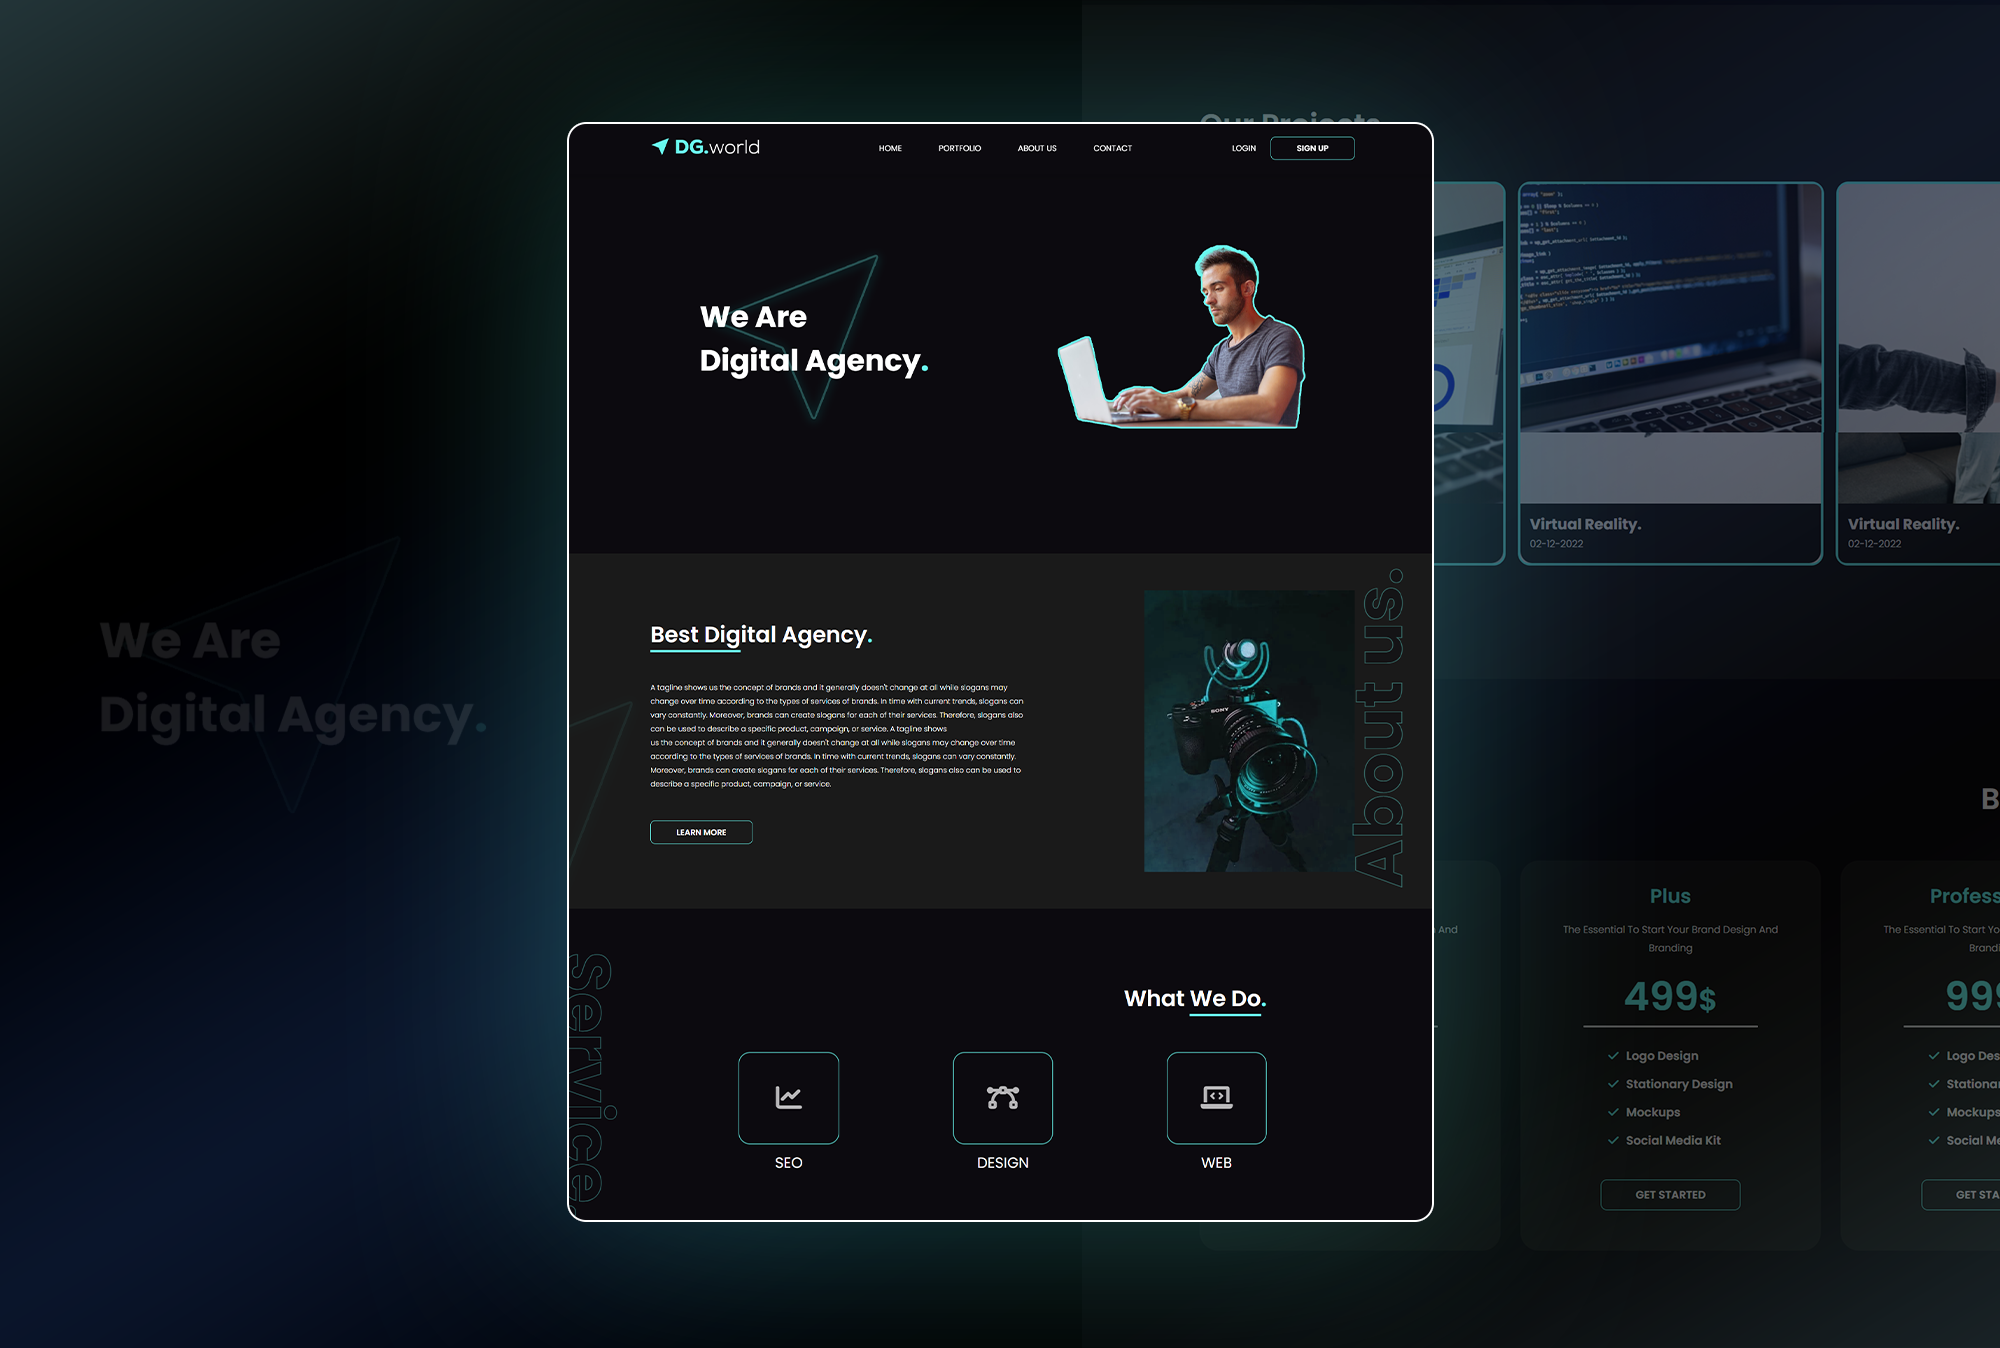 DG.world
HOME
PORTFOLIO
ABOUT US
CONTACT
LOGIN
SIGN UP
We Are
Digital Agency.
Best Digital Agency.
A tagline shows us the concept of brands and it generally doesn't change at all while slogans may
change over time according to the types of services of brands. In time with current trends, slogans can
vary constantly. Moreover, brands can create slogans for each of their services. Therefore, slogans also
can be used to describe a specific product, campaign, or service. A tagline shows
us the concept of brands and it generally doesn't change at all while slogans may change over time
according to the types of services of brands. In time with current trends, slogans can vary constantly.
Moreover, brands can create slogans for each of their services. Therefore, slogans also can be used to
describe a specific product, campaign, or service.
LEARN MORE
SONY
About us.
Service.
What We Do.
SEO
DESIGN
WEB
We Are
Digital Agency.
Our Projects
Virtual Reality.
02-12-2022
Virtual Reality.
02-12-2022
And
Plus
The Essential To Start Your Brand Design And
Branding
499$
Logo Design
Stationary Design
Mockups
Social Media Kit
GET STARTED
The Essential To Start
Logo
Mockups
Social
GET